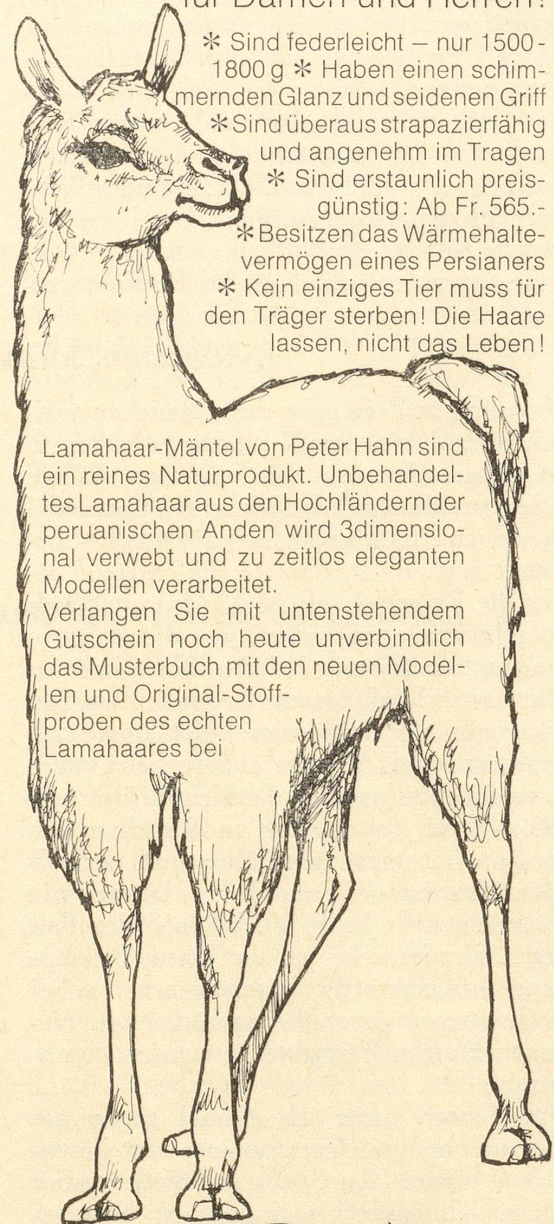 für Damen und Herren!
* Sind federleicht – nur 1500-
1800 g * Haben einen schim-
mernden Glanz und seidenen Griff
* Sind überaus strapazierfähig
und angenehm im Tragen
* Sind erstaunlich preis-
günstig: Ab Fr. 565.-
* Besitzen das Wärmehalte-
vermögen eines Persianers
* Kein einziges Tier muss für
den Träger sterben! Die Haare
lassen, nicht das Leben!
Lamahaar-Mäntel von Peter Hahn sind
ein reines Naturprodukt. Unbehandel-
tes Lamahaar aus den Hochländern der
peruanischen Anden wird 3dimensio-
nal verwebt und zu zeitlos eleganten
Modellen verarbeitet.
Verlangen Sie mit untenstehendem
Gutschein noch heute unverbindlich
das Musterbuch mit den neuen Model-
len und Original-Stoff-
proben des echten
Lamahaares bei